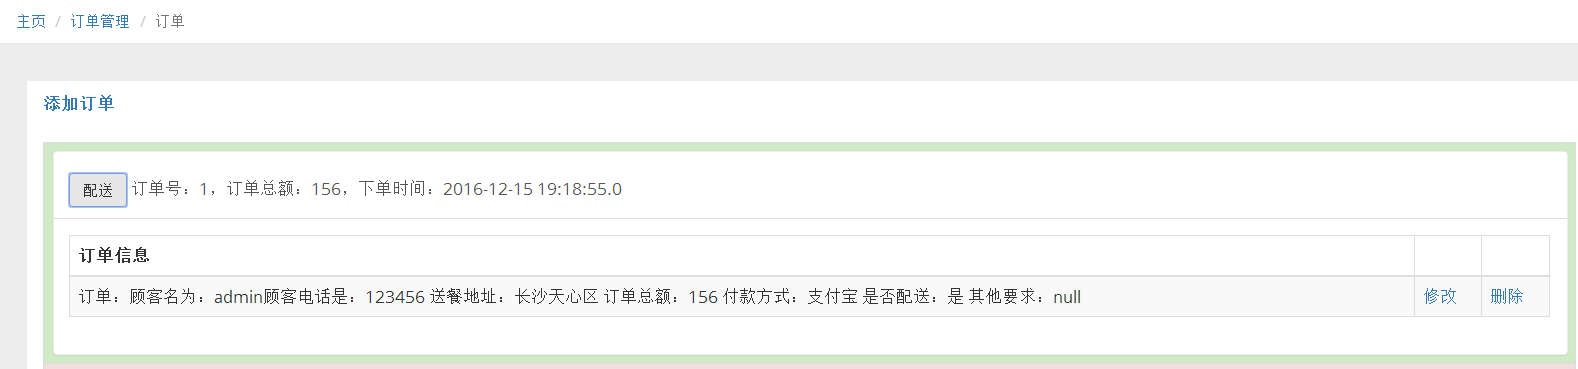 主页 / 订单管理 / 订单
添加订单
配送 订单号：1，订单总额：156，下单时间：2016-12-15 19:18:55.0
订单信息
订单：顾客名为：admin顾客电话是：123456 送餐地址：长沙天心区 订单总额：156 付款方式：支付宝 是否配送：是 其他要求：null 修改 删除